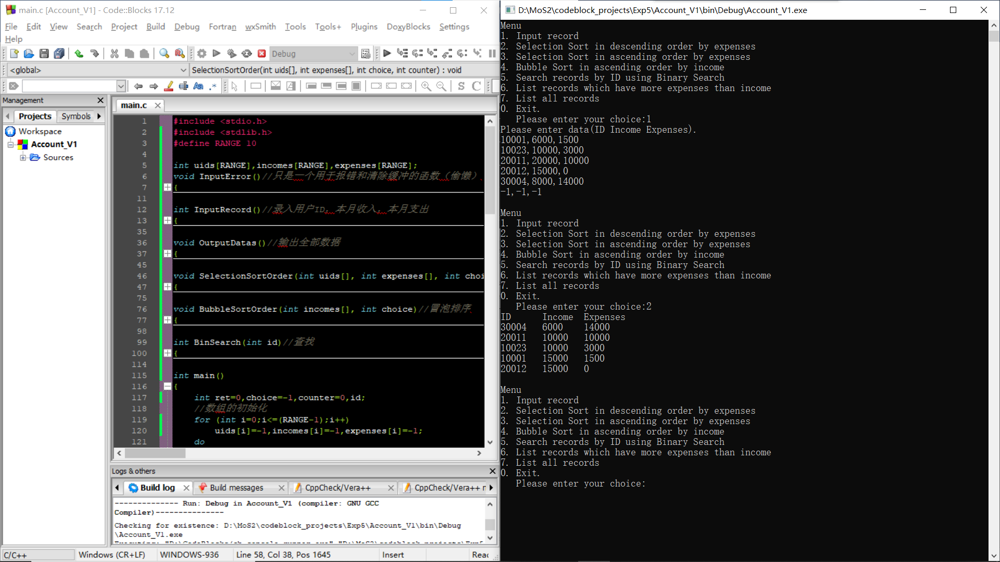 main.c [Account_V1] - Code::Blocks 17.12
File Edit View Search Project Build Debug Fortran wxSmith Tools Tools+ Plugins DoxyBlocks Settings
Help
Debug
<global>
SelectionSortOrder(int uids[], int expenses[], int choice, int counter) : void
Management
Projects
Symbols
Workspace
Account_V1
Sources
main.c
1 #include <stdio.h>
2 #include <stdlib.h>
3 #define RANGE 10
4
5 int uids[RANGE],incomes[RANGE],expenses[RANGE];
6 void InputError()//只是一个用于报错和清除缓冲的函数（偷懒）
7 {
11
12 int InputRecord()//录入用户ID，本月收入，本月支出
13 {
35
36 void OutputDatas()//输出全部数据
37 {
45
46 void SelectionSortOrder(int uids[], int expenses[], int choi
47 {
75
76 void BubbleSortOrder(int incomes[], int choice)//冒泡排序
77 {
98
99 int BinSearch(int id)//查找
100 {
114
115 int main()
116 {
117 int ret=0,choice=-1,counter=0,id;
118 //数组的初始化
119 for (int i=0;i<=(RANGE-1);i++)
120 uids[i]=-1,incomes[i]=-1,expenses[i]=-1;
121 do
Logs & others
Build log
Build messages
CppCheck/Vera++
CppCheck/Vera++ n
-------------- Run: Debug in Account_V1 (compiler: GNU GCC
Compiler)---------------
Checking for existence: D:\MoS2\codeblock_projects\Exp5\Account_V1\bin\Debug
\Account_V1.exe
C/C++
Windows (CR+LF)
WINDOWS-936
Line 58, Col 38, Pos 1645
Insert
D:\MoS2\codeblock_projects\Exp5\Account_V1\bin\Debug\Account_V1.exe
Menu
1. Input record
2. Selection Sort in descending order by expenses
3. Selection Sort in ascending order by expenses
4. Bubble Sort in ascending order by income
5. Search records by ID using Binary Search
6. List records which have more expenses than income
7. List all records
0. Exit.
Please enter your choice:1
Please enter data(ID Income Expenses).
10001,6000,1500
10023,10000,3000
20011,20000,10000
20012,15000,0
30004,8000,14000
-1,-1,-1
Menu
1. Input record
2. Selection Sort in descending order by expenses
3. Selection Sort in ascending order by expenses
4. Bubble Sort in ascending order by income
5. Search records by ID using Binary Search
6. List records which have more expenses than income
7. List all records
0. Exit.
Please enter your choice:2
ID Income Expenses
30004 6000 14000
20011 10000 10000
10023 10000 3000
10001 15000 1500
20012 15000 0
Menu
1. Input record
2. Selection Sort in descending order by expenses
3. Selection Sort in ascending order by expenses
4. Bubble Sort in ascending order by income
5. Search records by ID using Binary Search
6. List records which have more expenses than income
7. List all records
0. Exit.
Please enter your choice: